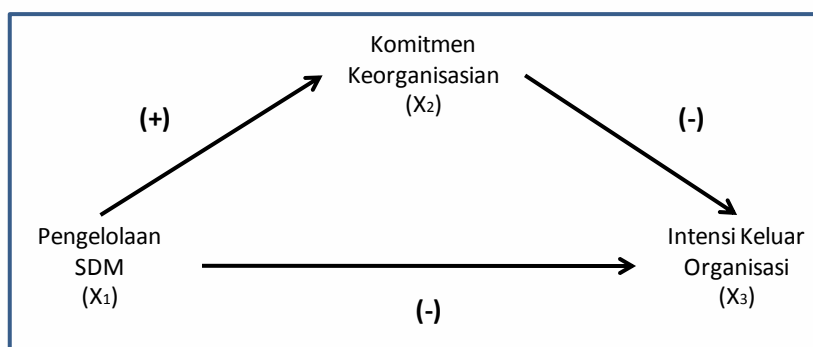 Komitmen
Keorganisasian
(X2)
(+)
(-)
Pengelolaan
SDM
(X1)
Intensi Keluar
Organisasi
(X3)
(-)